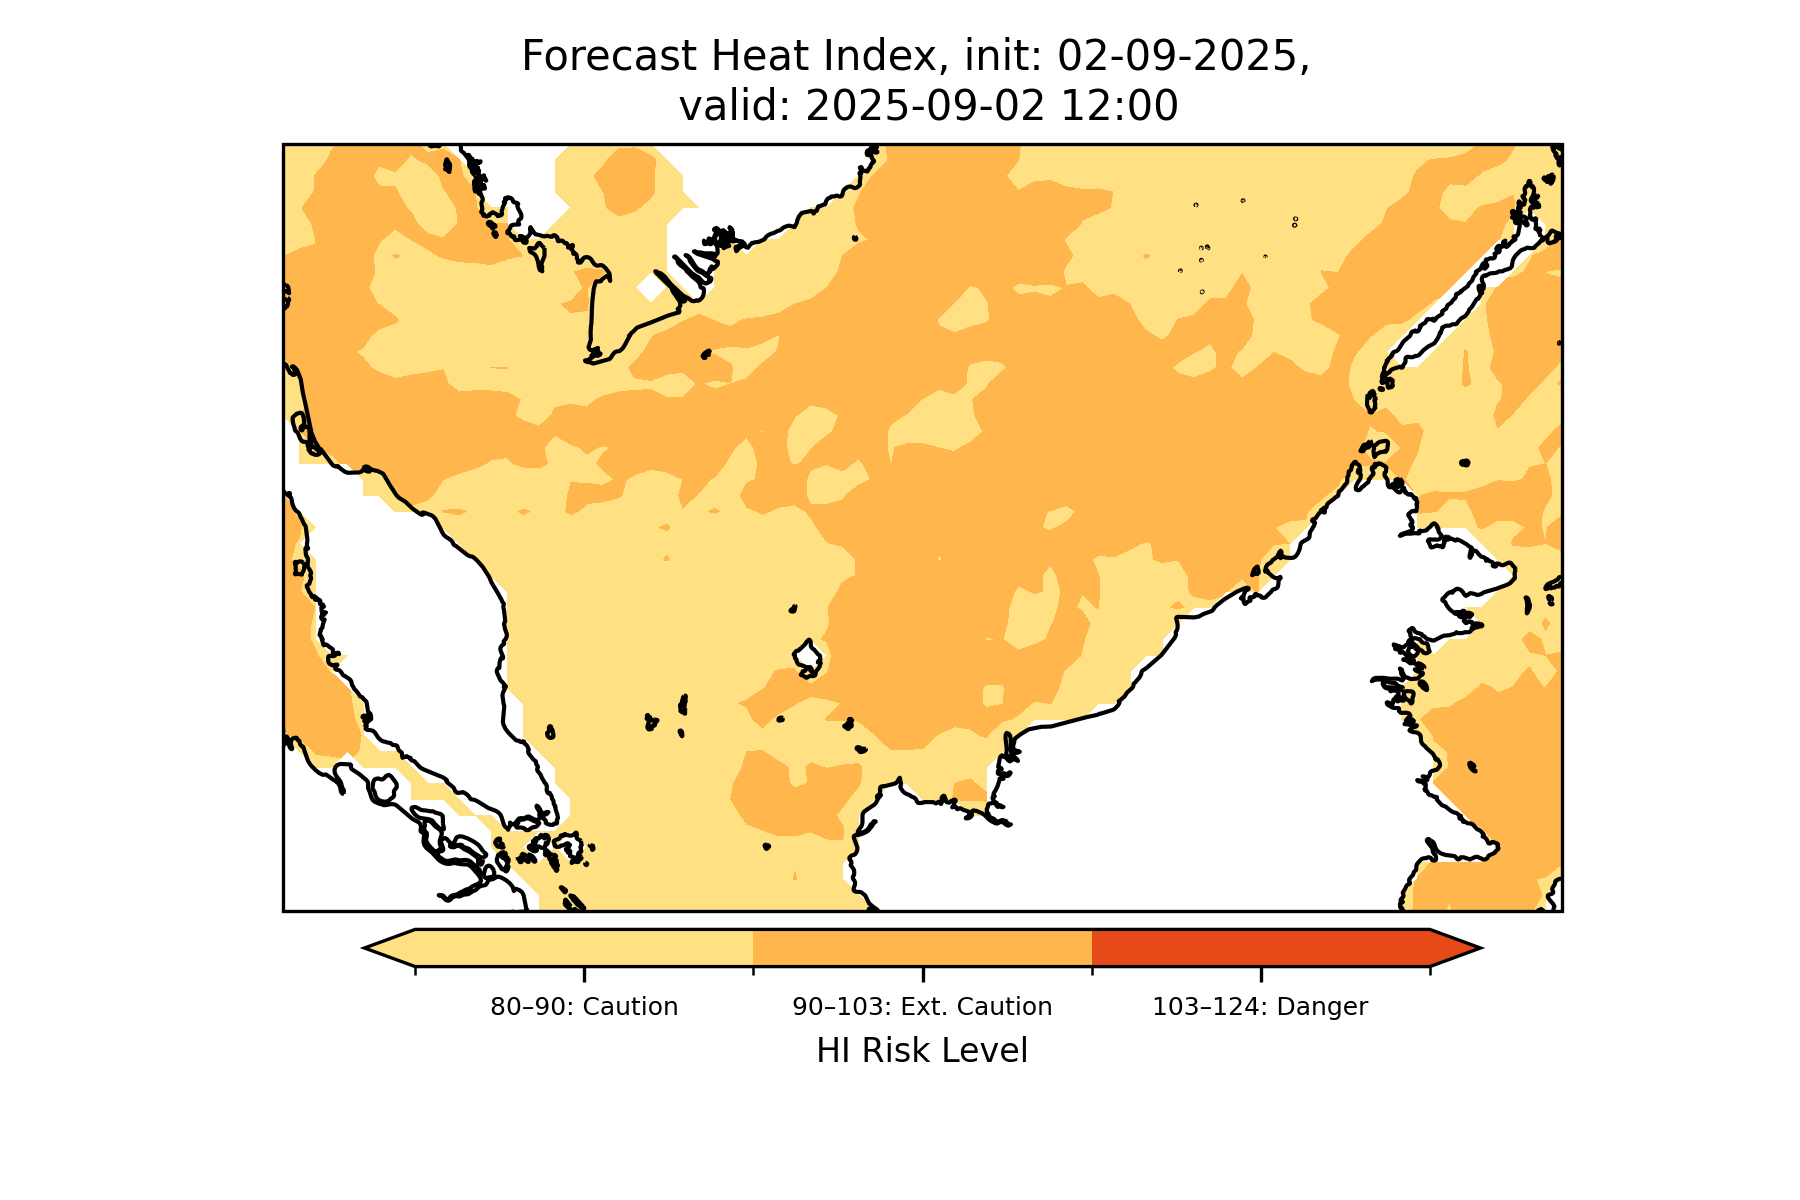 Forecast Heat Index, init: 02-09-2025,
valid: 2025-09-02 12:00
80–90: Caution
90–103: Ext. Caution
103–124: Danger
HI Risk Level